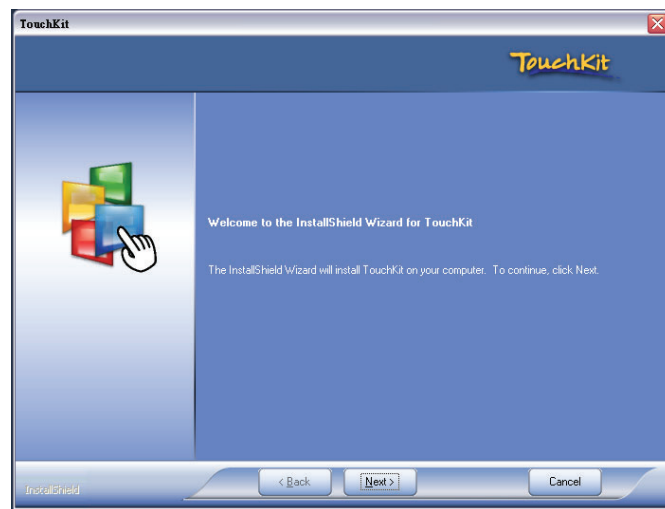 TouchKit
TouchKit
Welcome to the InstallShield Wizard for TouchKit
The InstallShield Wizard will install TouchKit on your computer. To continue, click Next.
InstallShield
< Back
Next >
Cancel